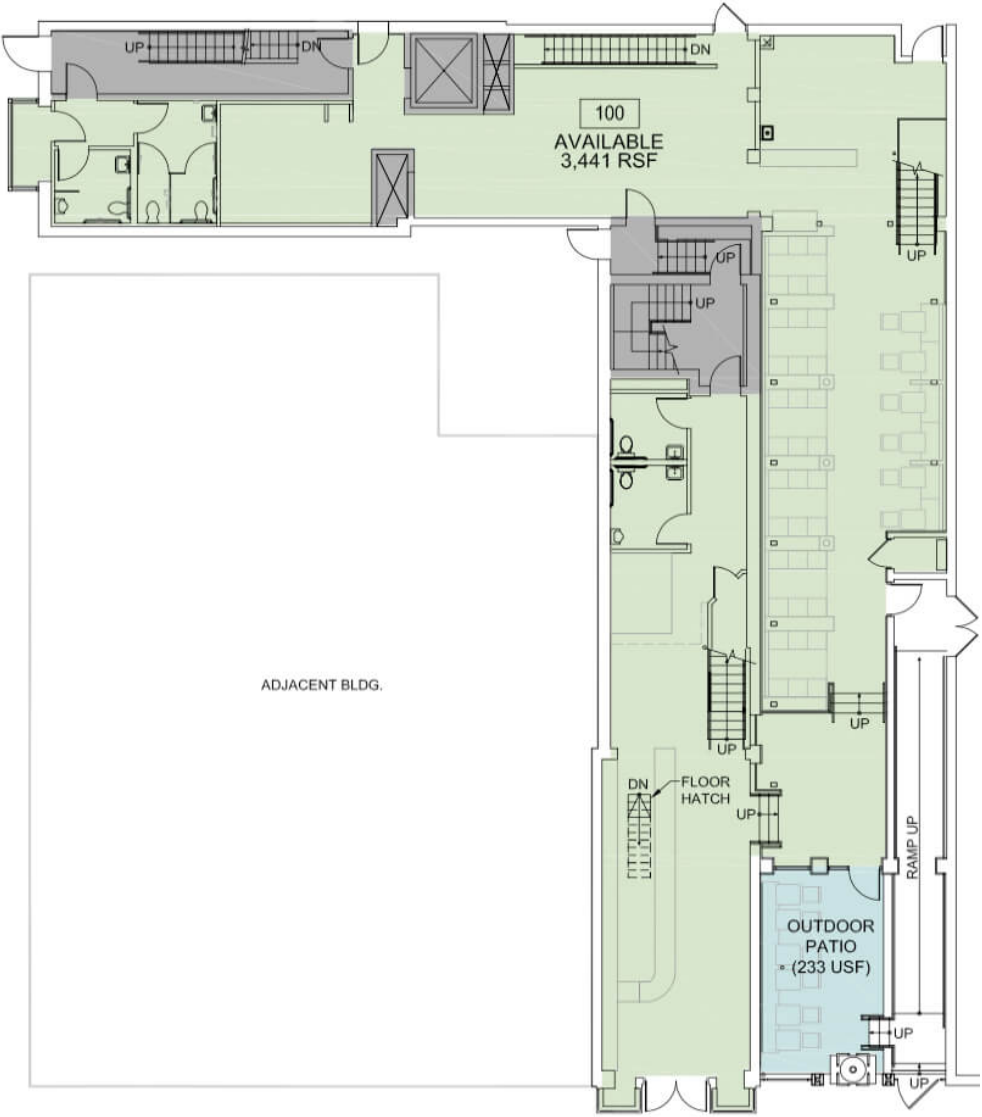 UP
DN
DN
100
AVAILABLE
3,441 RSF
UP
UP
UP
ADJACENT BLDG.
UP
UP
DN
FLOOR
HATCH
UP
RAMP UP
OUTDOOR
PATIO
(233 USF)
UP
UP